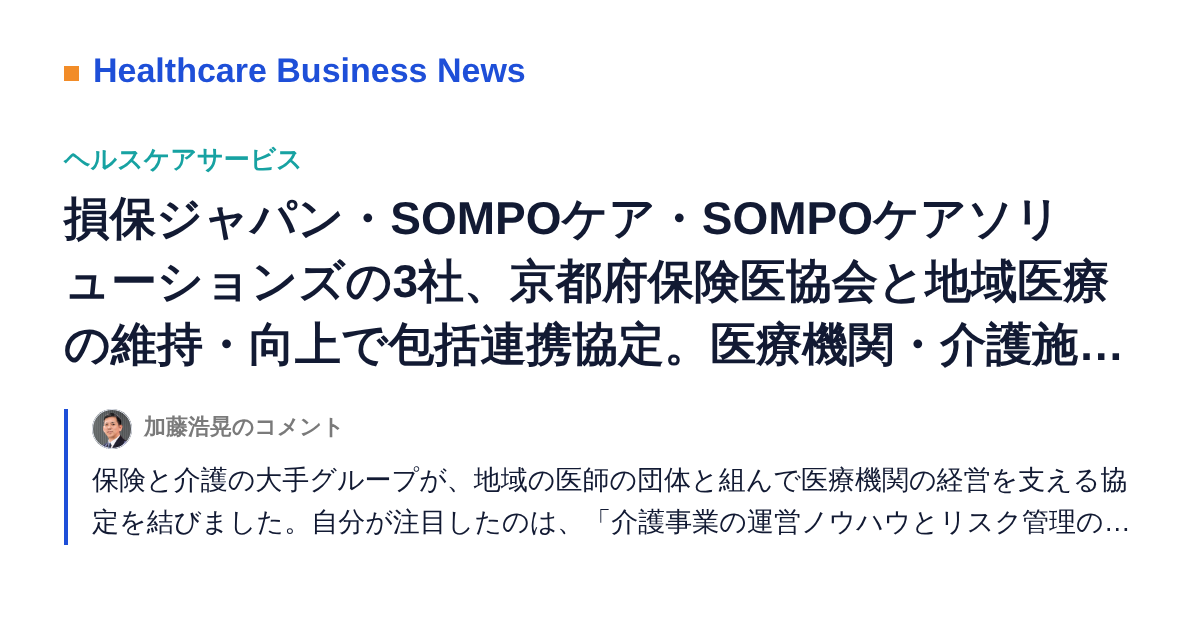 Healthcare Business News
ヘルスケアサービス
損保ジャパン・SOMPOケア・SOMPOケアソリ
ューションズの3社、京都府保険医協会と地域医療
の維持・向上で包括連携協定。医療機関・介護施…
加藤浩晃のコメント
保険と介護の大手グループが、地域の医師の団体と組んで医療機関の経営を支える協
定を結びました。自分が注目したのは、「介護事業の運営ノウハウとリスク管理の…